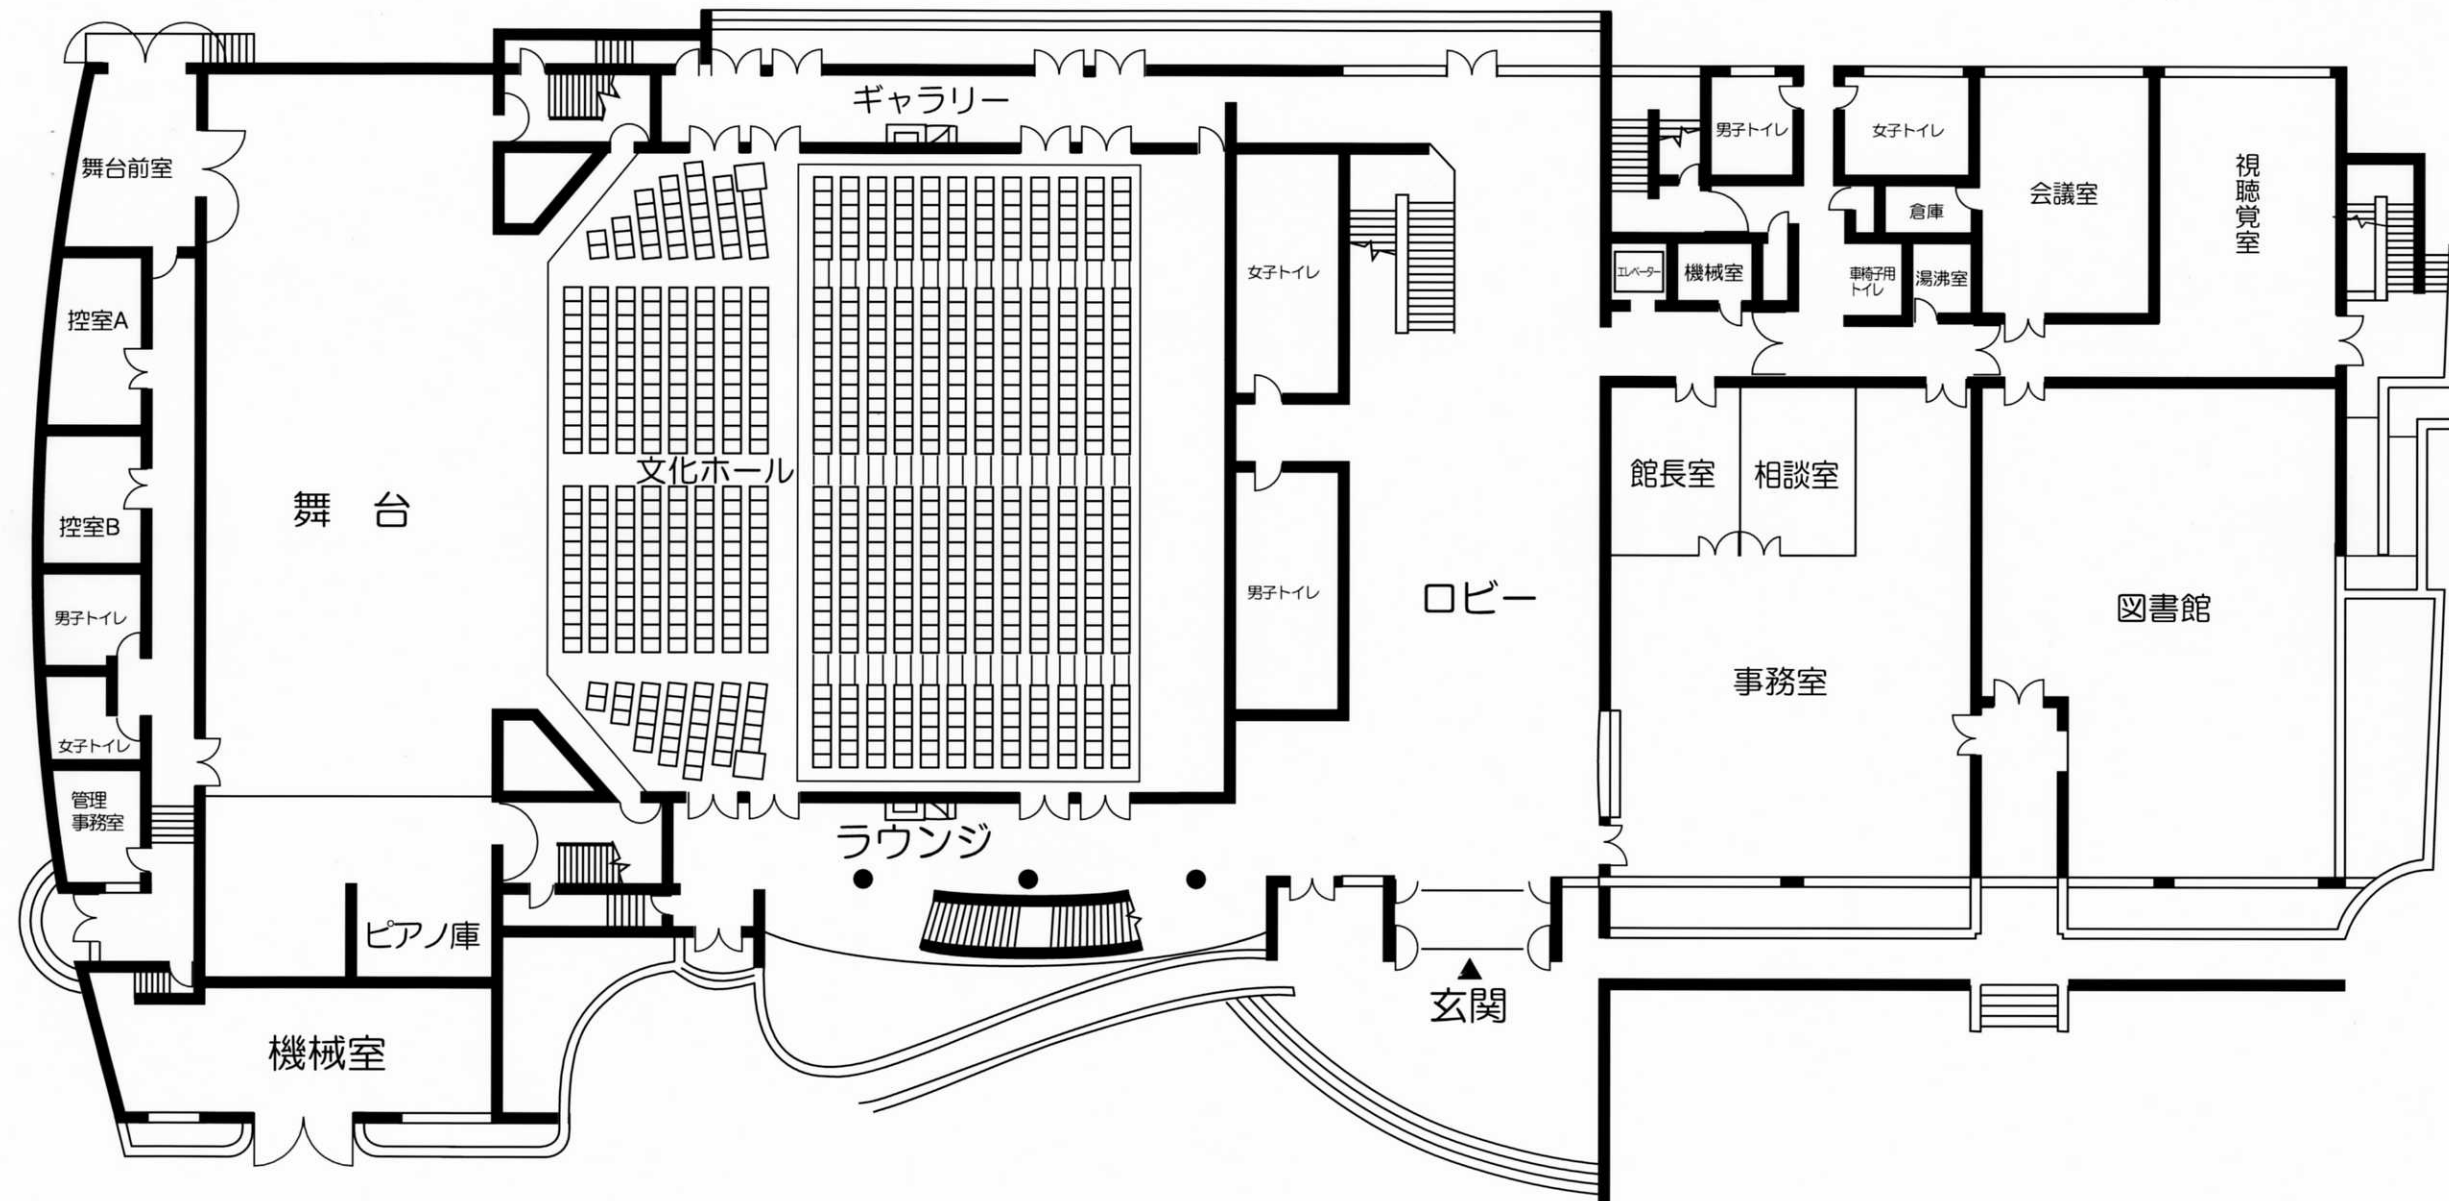 ギャラリー
舞台前室
男子トイレ
女子トイレ
会議室
視聴覚室
倉庫
エレベーター
機械室
車椅子用
トイレ
湯沸室
女子トイレ
控室A
控室B
舞 台
文化ホール
館長室
相談室
ロビー
図書館
男子トイレ
男子トイレ
事務室
女子トイレ
管理
事務室
ラウンジ
ピアノ庫
玄関
機械室